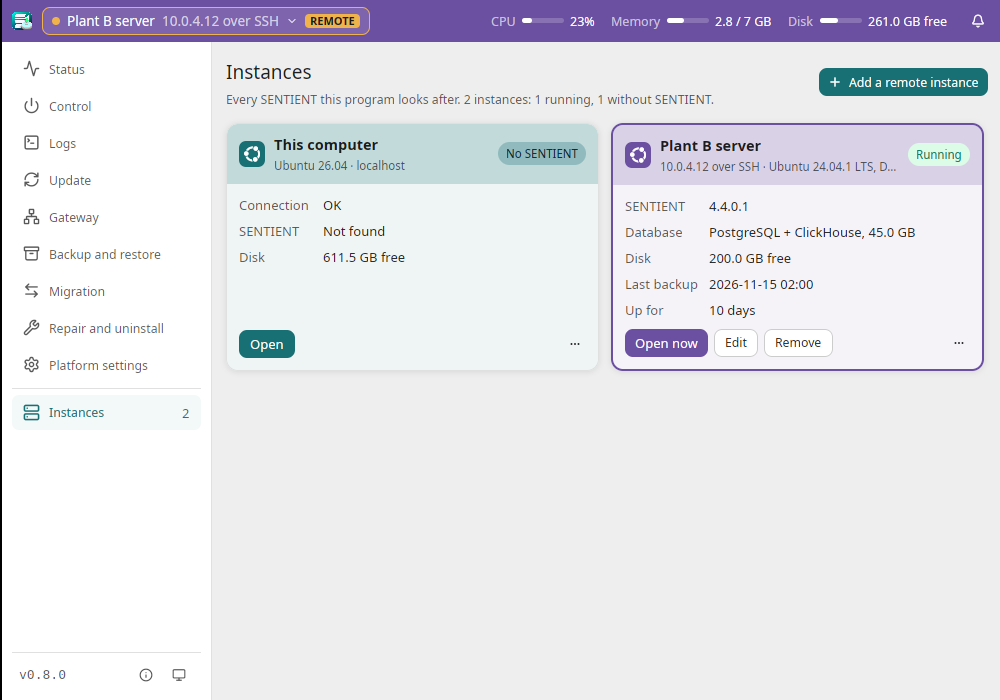 Plant B server 10.0.4.12 over SSH REMOTE CPU 23% Memory 2.8 / 7 GB Disk 261.0 GB free
Status
Control
Logs
Update
Gateway
Backup and restore
Migration
Repair and uninstall
Platform settings
Instances 2
v0.8.0
Instances
Every SENTIENT this program looks after. 2 instances: 1 running, 1 without SENTIENT.
+ Add a remote instance
This computer
Ubuntu 26.04 · localhost
No SENTIENT
Connection OK
SENTIENT Not found
Disk 611.5 GB free
Open ...
Plant B server
10.0.4.12 over SSH · Ubuntu 24.04.1 LTS, D...
Running
SENTIENT 4.4.0.1
Database PostgreSQL + ClickHouse, 45.0 GB
Disk 200.0 GB free
Last backup 2026-11-15 02:00
Up for 10 days
Open now Edit Remove ...